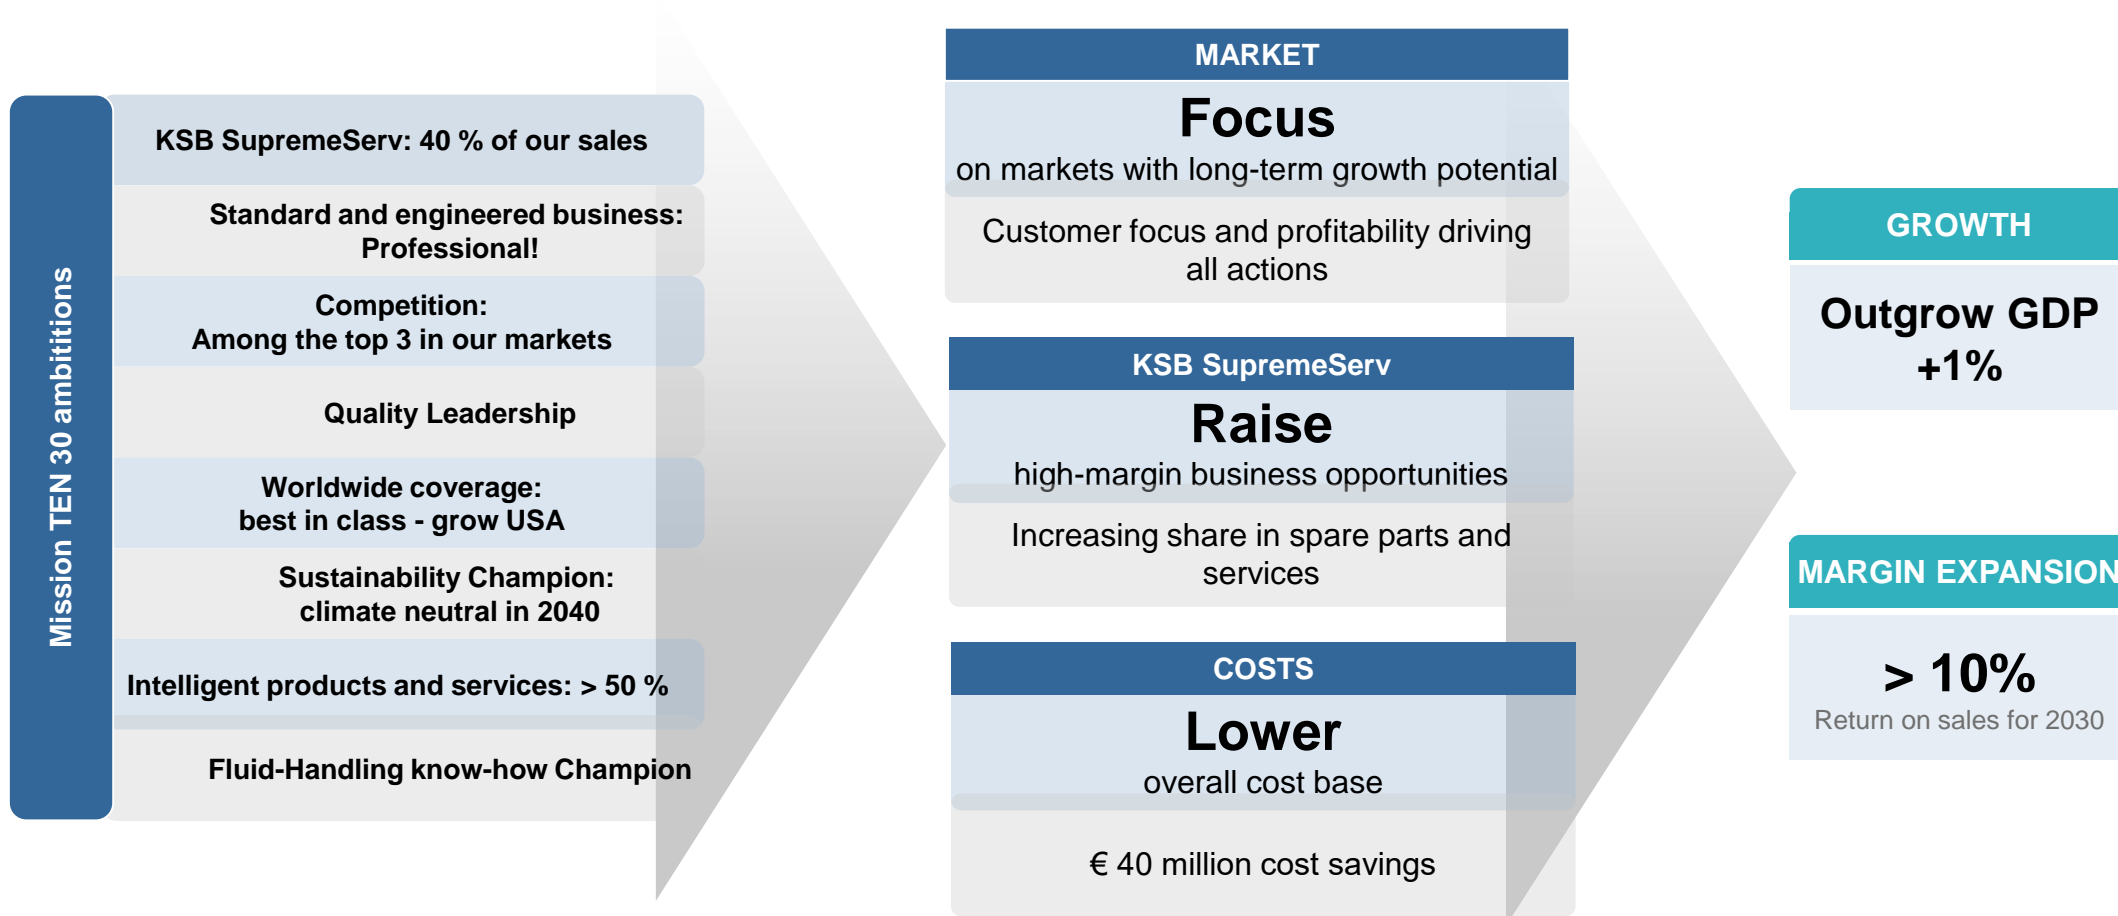 Mission TEN 30 ambititions
KSB SupremeServ: 40 % of our sales
Standard and engineered business:
Professional!
Competition:
Among the top 3 in our markets
Quality Leadership
Worldwide coverage:
best in class - grow USA
Sustainability Champion:
climate neutral in 2040
Intelligent products and services: > 50 %
Fluid-Handling know-how Champion
MARKET
Focus
on markets with long-term growth potential
Customer focus and profitability driving
all actions
KSB SupremeServ
Raise
high-margin business opportunities
Increasing share in spare parts and
services
COSTS
Lower
overall cost base
€ 40 million cost savings
GROWTH
Outgrow GDP
+1%
MARGIN EXPANSION
> 10%
Return on sales for 2030